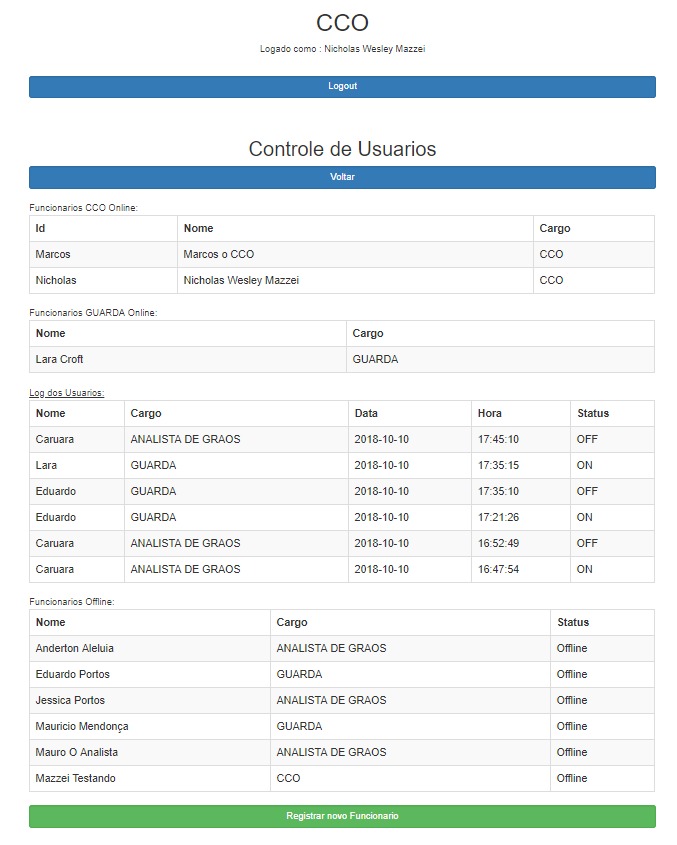 CCO
Logado como : Nicholas Wesley Mazzei
Logout
Controle de Usuarios
Voltar
Funcionarios CCO Online:
Id Nome Cargo
Marcos Marcos o CCO CCO
Nicholas Nicholas Wesley Mazzei CCO
Funcionarios GUARDA Online:
Nome Cargo
Lara Croft GUARDA
Log dos Usuarios:
Nome Cargo Data Hora Status
Caruara ANALISTA DE GRAOS 2018-10-10 17:45:10 OFF
Lara GUARDA 2018-10-10 17:35:15 ON
Eduardo GUARDA 2018-10-10 17:35:10 OFF
Eduardo GUARDA 2018-10-10 17:21:26 ON
Caruara ANALISTA DE GRAOS 2018-10-10 16:52:49 OFF
Caruara ANALISTA DE GRAOS 2018-10-10 16:47:54 ON
Funcionarios Offline:
Nome Cargo Status
Anderton Aleluia ANALISTA DE GRAOS Offline
Eduardo Portos GUARDA Offline
Jessica Portos ANALISTA DE GRAOS Offline
Mauricio Mendonça GUARDA Offline
Mauro O Analista ANALISTA DE GRAOS Offline
Mazzei Testando CCO Offline
Registrar novo Funcionario